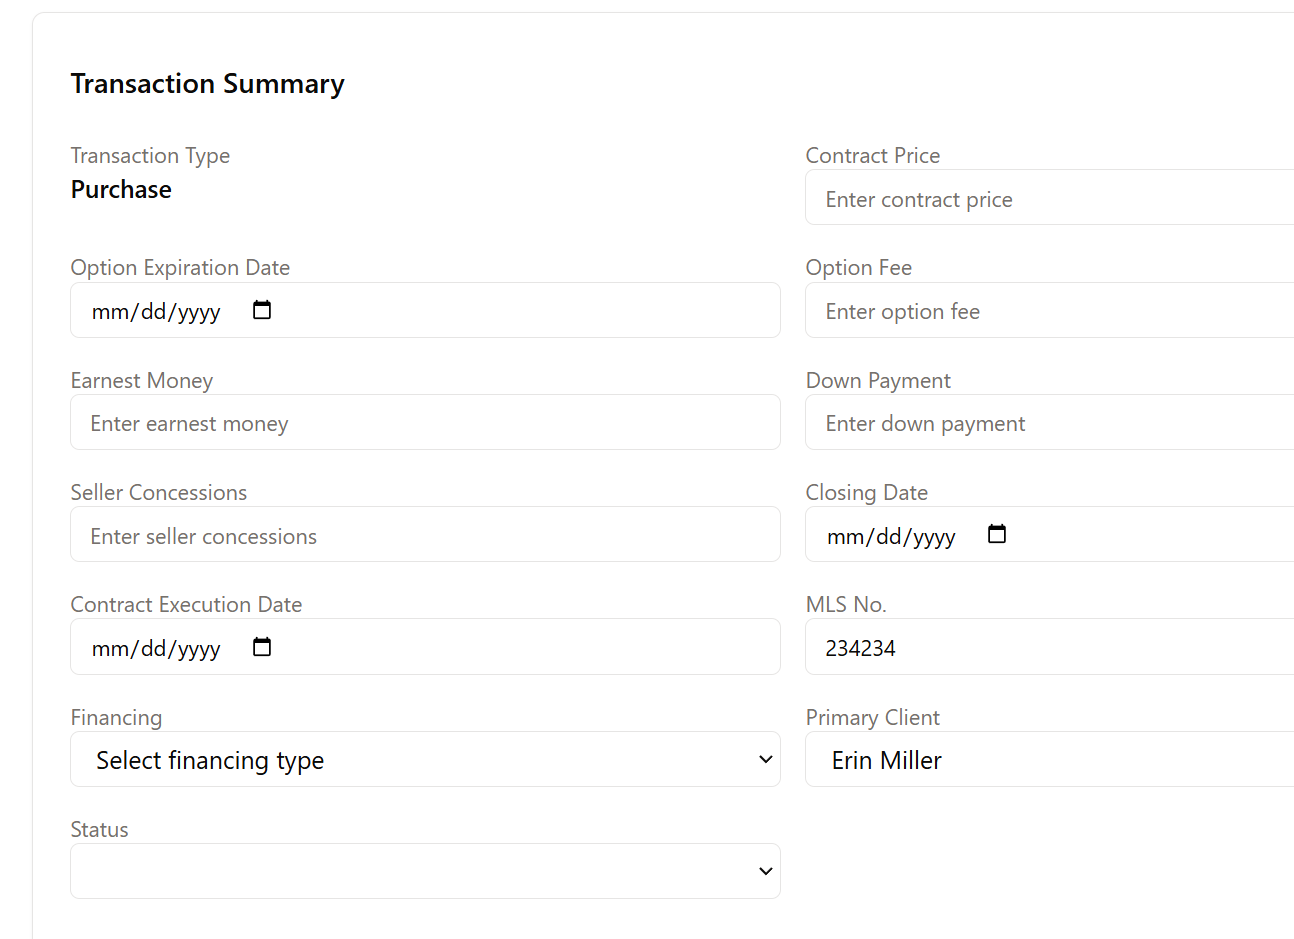 Transaction Summary
Transaction Type
Purchase
Contract Price
Enter contract price
Option Expiration Date
mm/dd/yyyy
Option Fee
Enter option fee
Earnest Money
Enter earnest money
Down Payment
Enter down payment
Seller Concessions
Enter seller concessions
Closing Date
mm/dd/yyyy
Contract Execution Date
mm/dd/yyyy
MLS No.
234234
Financing
Select financing type
Primary Client
Erin Miller
Status